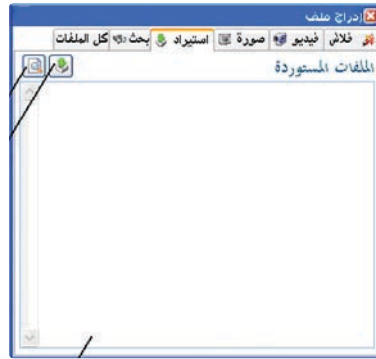 إدراج ملف
فلاش فيديو صورة استيراد بحث كل الملفات
الملفات المستوردة